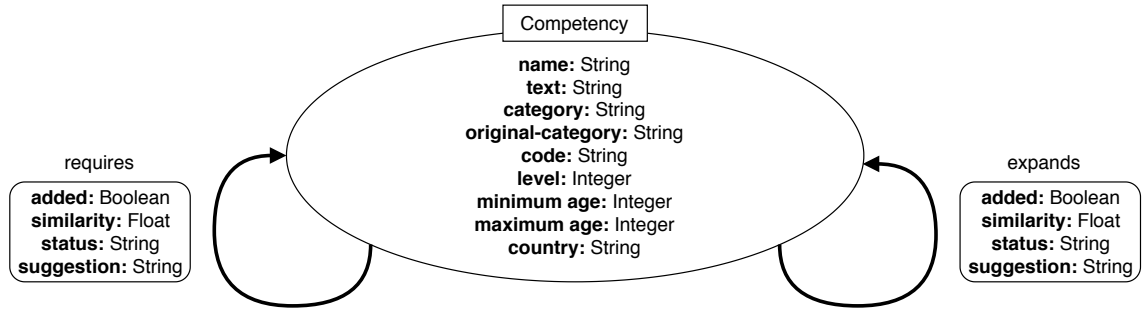 Competency
name: String
text: String
category: String
original-category: String
code: String
level: Integer
minimum age: Integer
maximum age: Integer
country: String
requires
added: Boolean
similarity: Float
status: String
suggestion: String
expands
added: Boolean
similarity: Float
status: String
suggestion: String